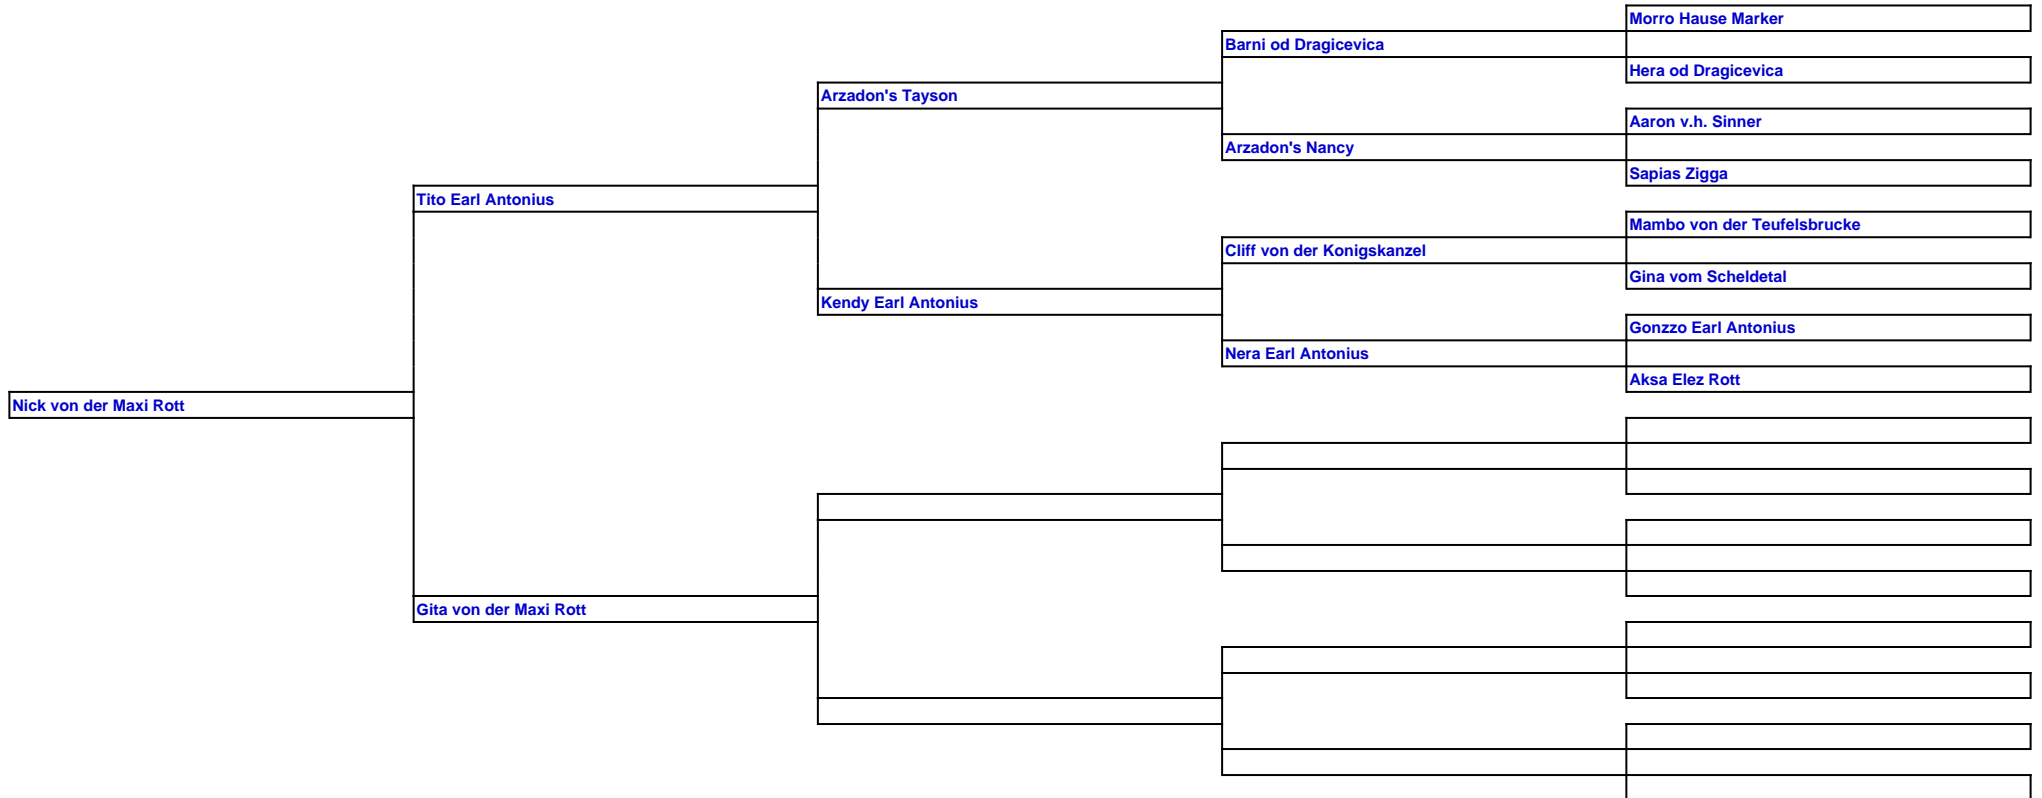 Morro Hause Marker
Barni od Dragicevica
Hera od Dragicevica
Arzadon's Tayson
Aaron v.h. Sinner
Arzadon's Nancy
Sapias Zigga
Tito Earl Antonius
Mambo von der Teufelsbrucke
Cliff von der Konigskanzel
Gina vom Scheldetal
Kendy Earl Antonius
Gonzzo Earl Antonius
Nera Earl Antonius
Aksa Elez Rott
Nick von der Maxi Rott
Gita von der Maxi Rott